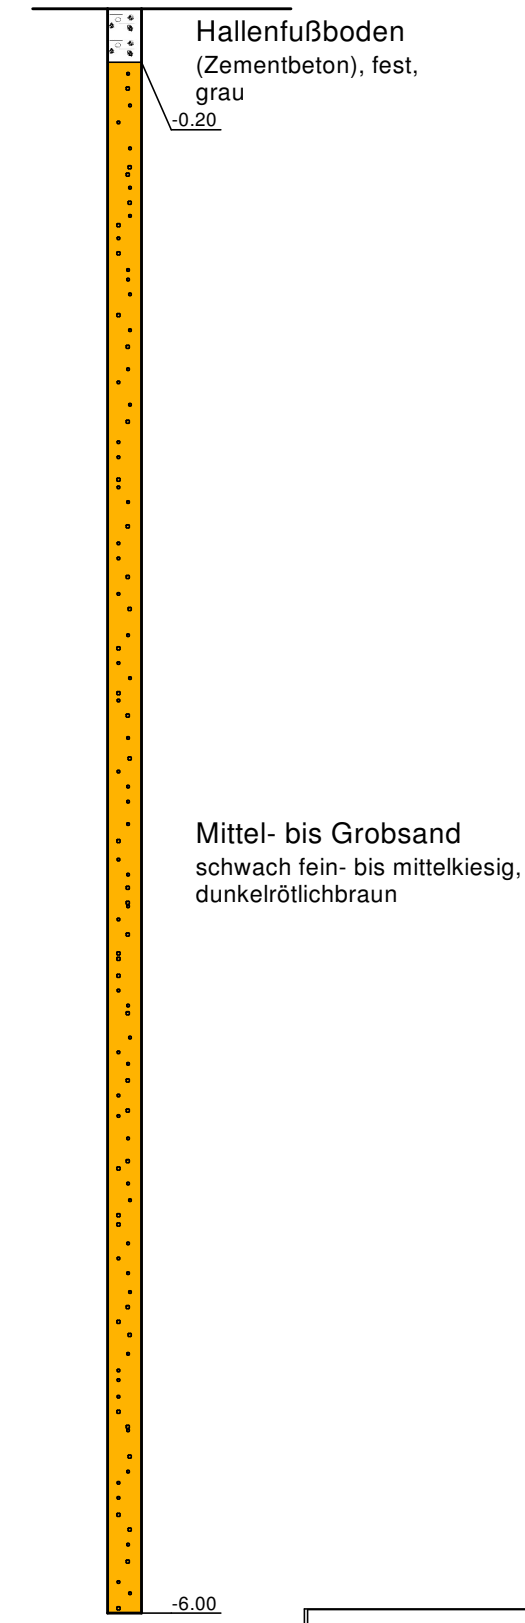 Hallenfußboden
(Zementbeton), fest,
grau
-0.20
Mittel- bis Grobsand
schwach fein- bis mittelkiesig,
dunkelrötlichbraun
-6.00